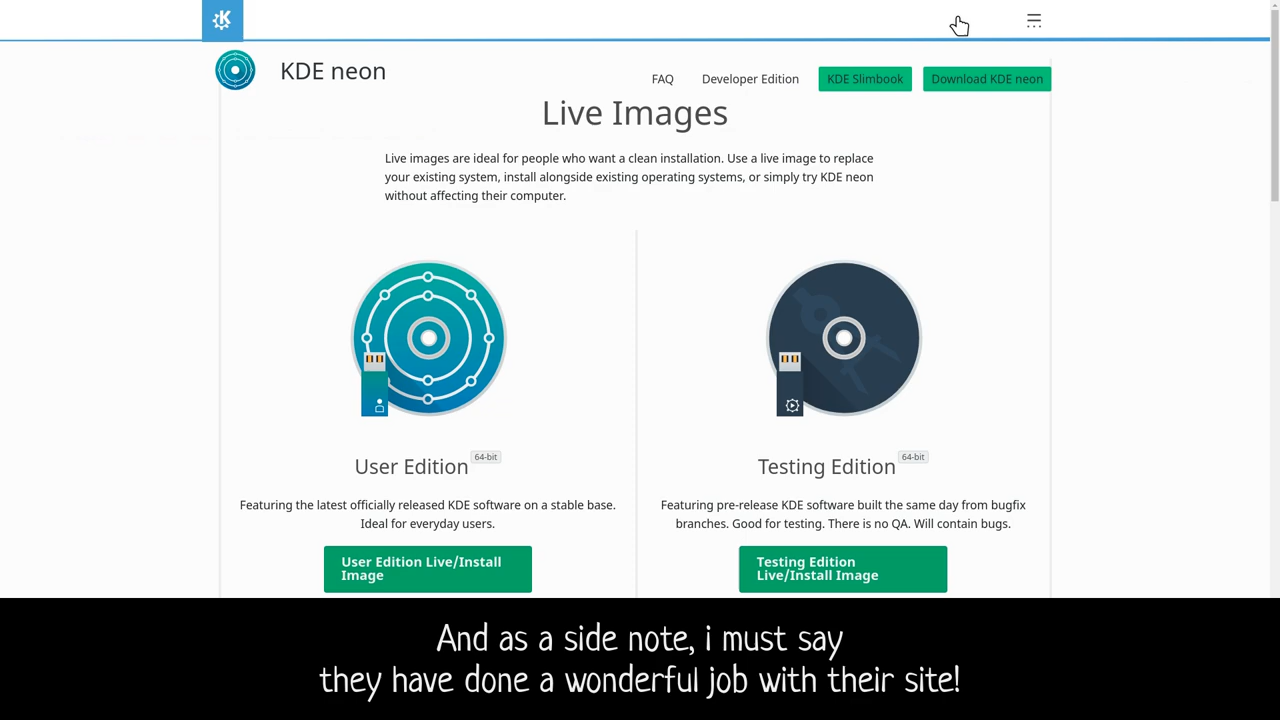 KDE neon
FAQ
Developer Edition
KDE Slimbook
Download KDE neon
Live Images
Live images are ideal for people who want a clean installation. Use a live image to replace
your existing system, install alongside existing operating systems, or simply try KDE neon
without affecting their computer.
User Edition 64-bit
Featuring the latest officially released KDE software on a stable base.
Ideal for everyday users.
User Edition Live/Install
Image
Testing Edition 64-bit
Featuring pre-release KDE software built the same day from bugfix
branches. Good for testing. There is no QA. Will contain bugs.
Testing Edition
Live/Install Image
And as a side note, i must say
they have done a wonderful job with their site!